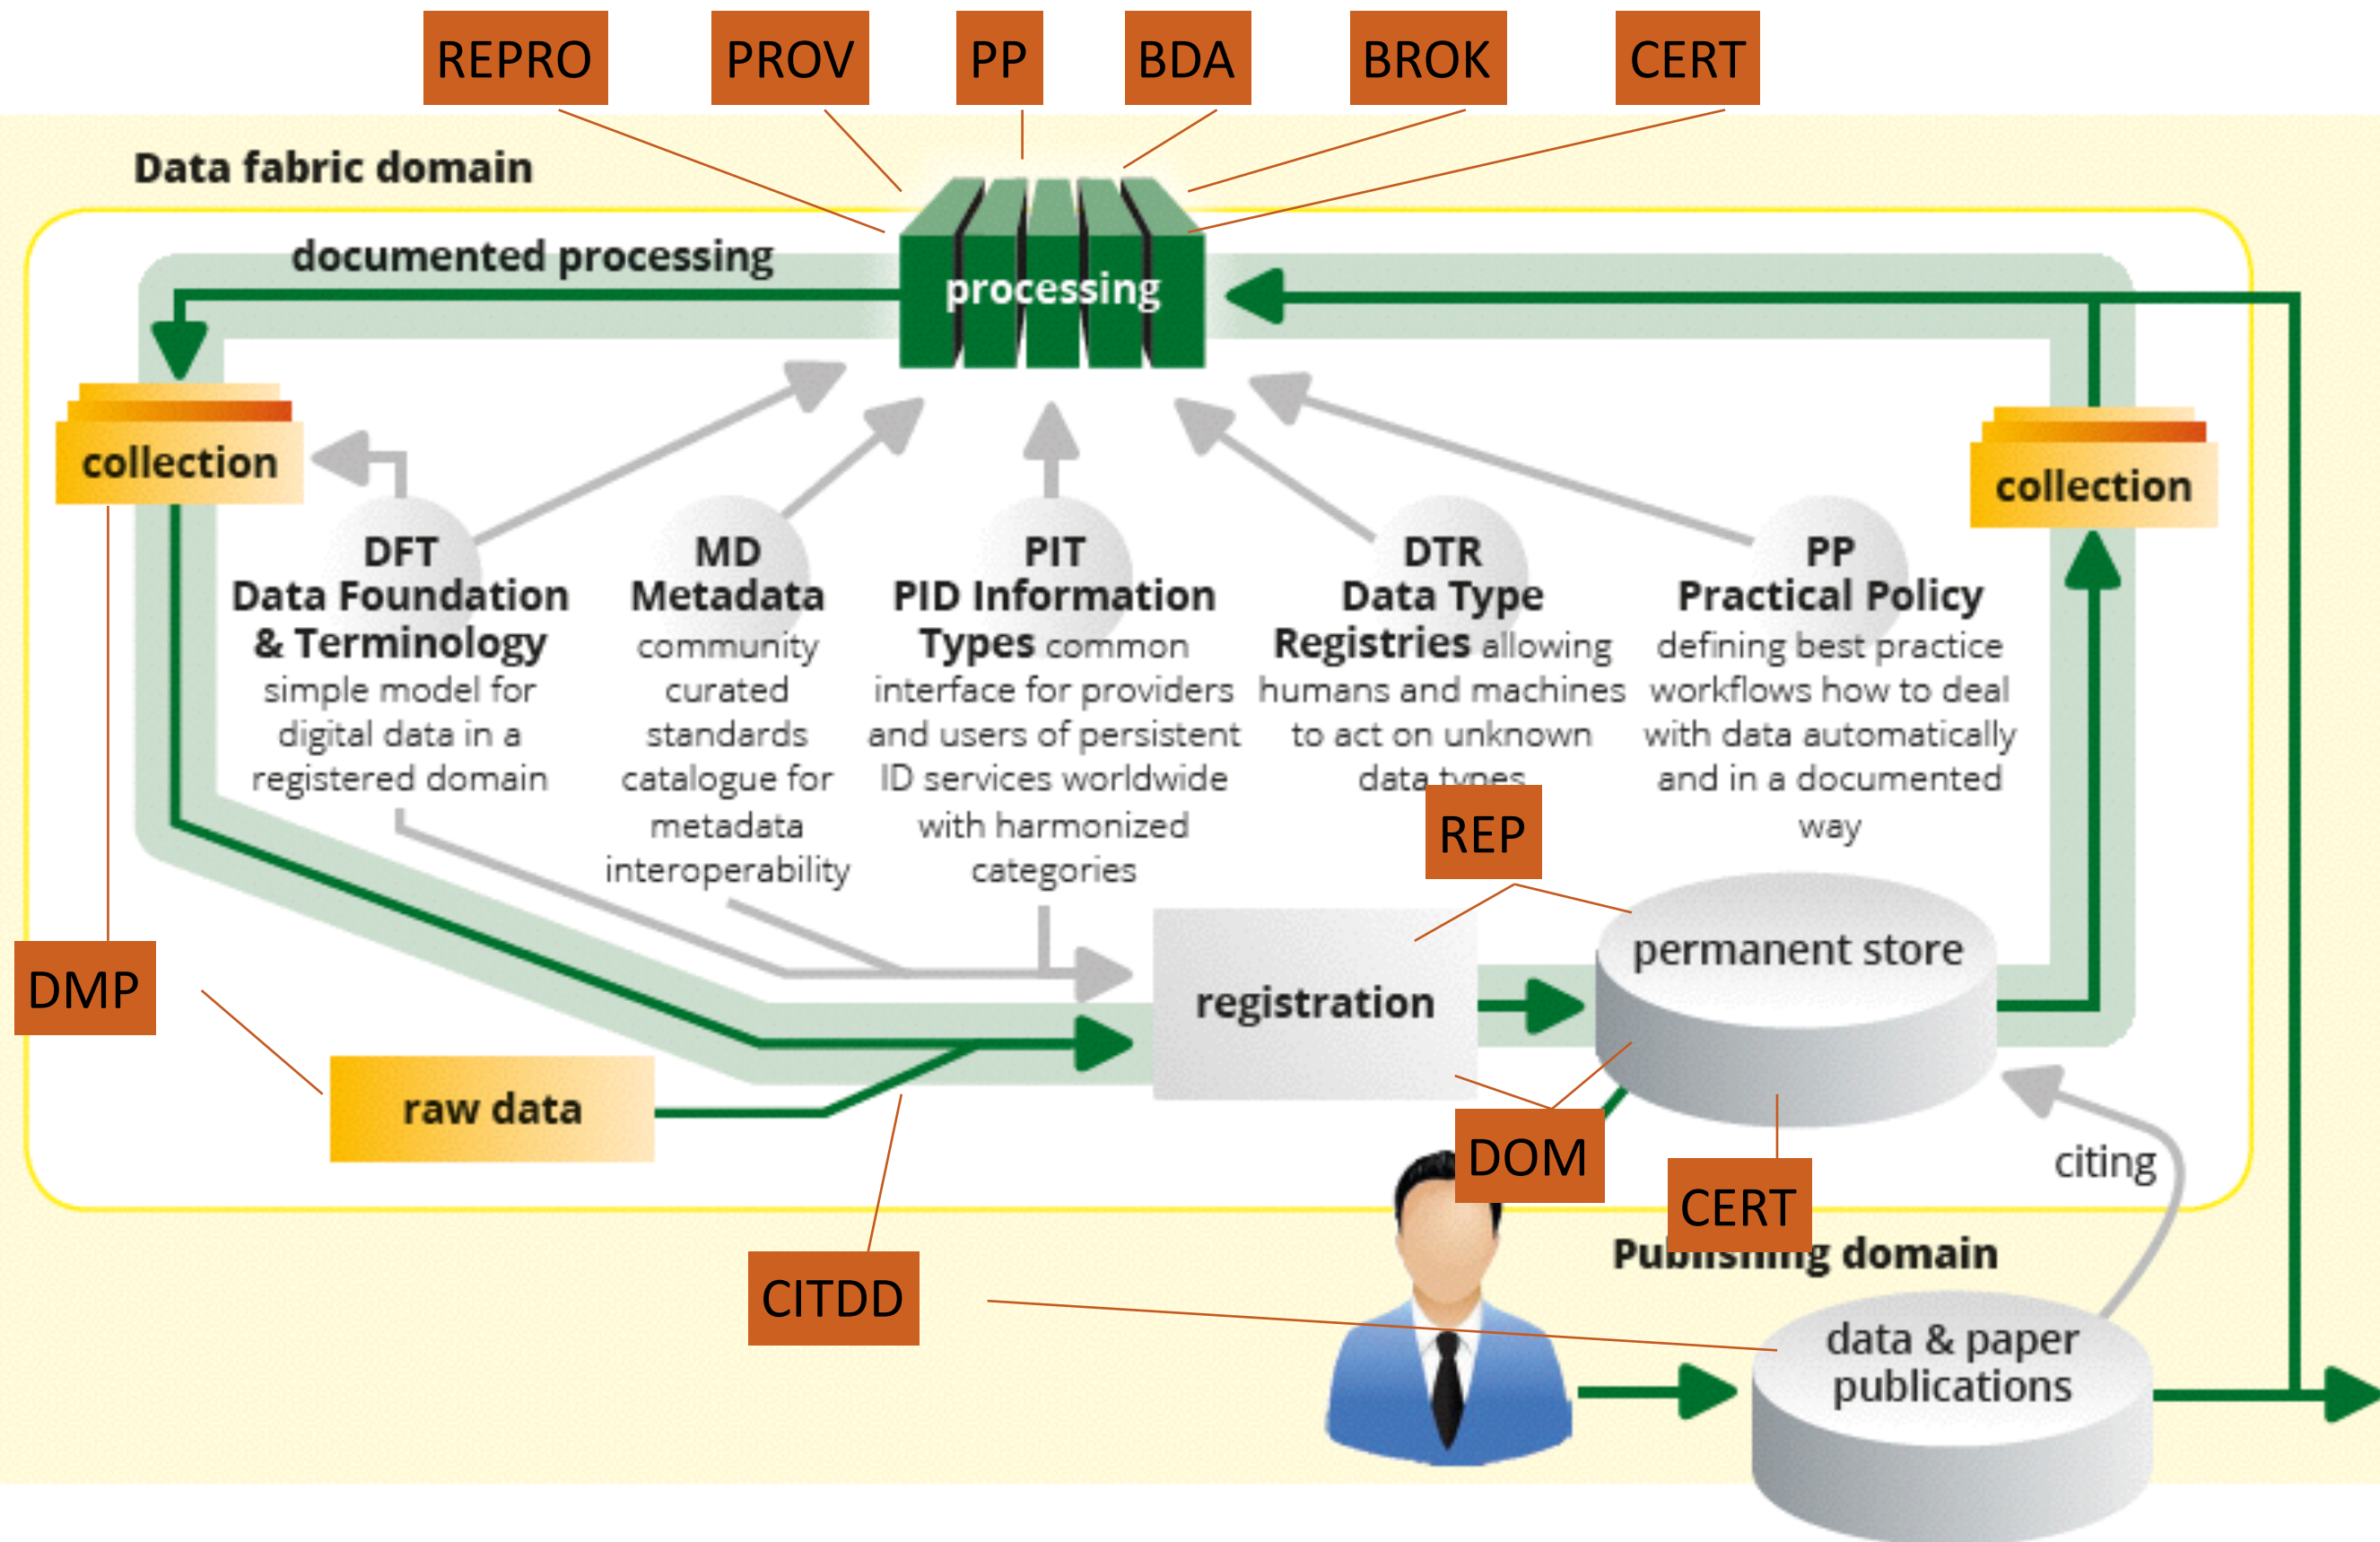 REPRO
PROV
PP
BDA
BROK
CERT
Data fabric domain
documented processing
processing
collection
collection
DFT
Data Foundation
& Terminology
simple model for
digital data in a
registered domain
MD
Metadata
community
curated
standards
catalogue for
metadata
interoperability
PIT
PID Information
Types common
interface for providers
and users of persistent
ID services worldwide
with harmonized
categories
DTR
Data Type
Registries allowing
humans and machines
to act on unknown
data types
PP
Practical Policy
defining best practice
workflows how to deal
with data automatically
and in a documented
way
REP
DMP
registration
permanent store
raw data
DOM
CERT
citing
CITDD
Publishing domain
data & paper
publications